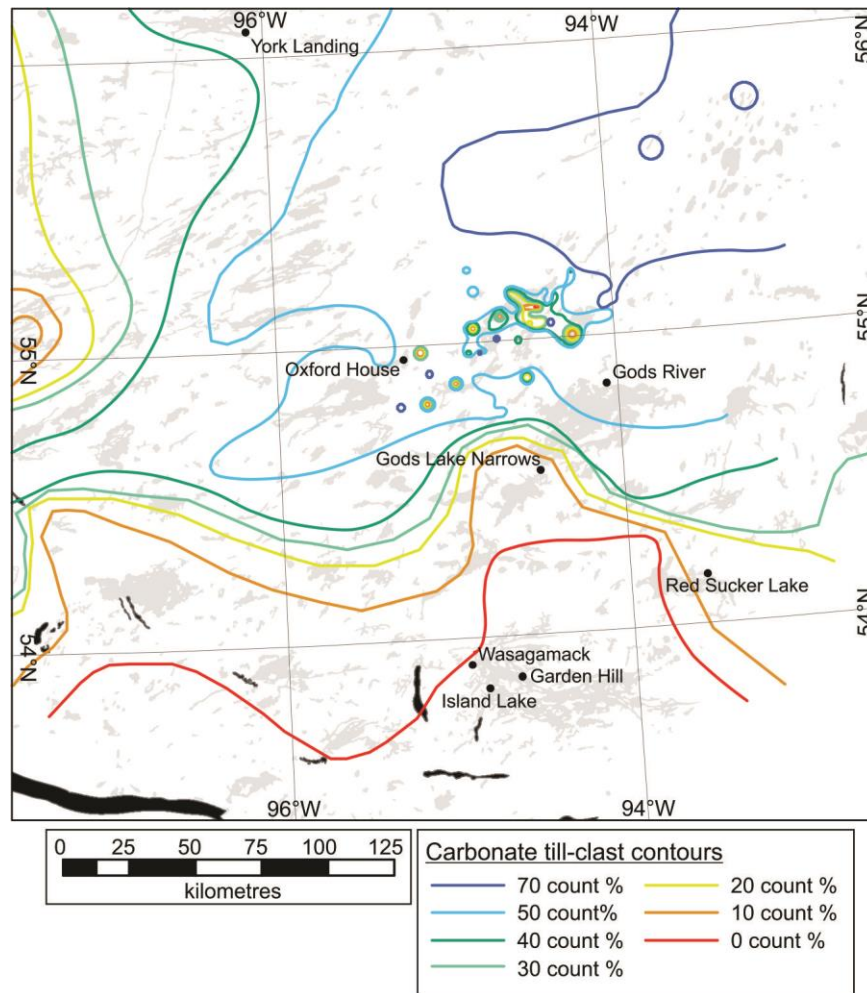 96°W
94°W
56°N
York Landing
55°N
55°N
Oxford House
Gods River
Gods Lake Narrows
Red Sucker Lake
54°N
54°N
Wasagamack
Garden Hill
Island Lake
96°W
94°W
0 25 50 75 100 125
kilometres
Carbonate till-clast contours
70 count %
20 count %
50 count%
10 count %
40 count %
0 count %
30 count %